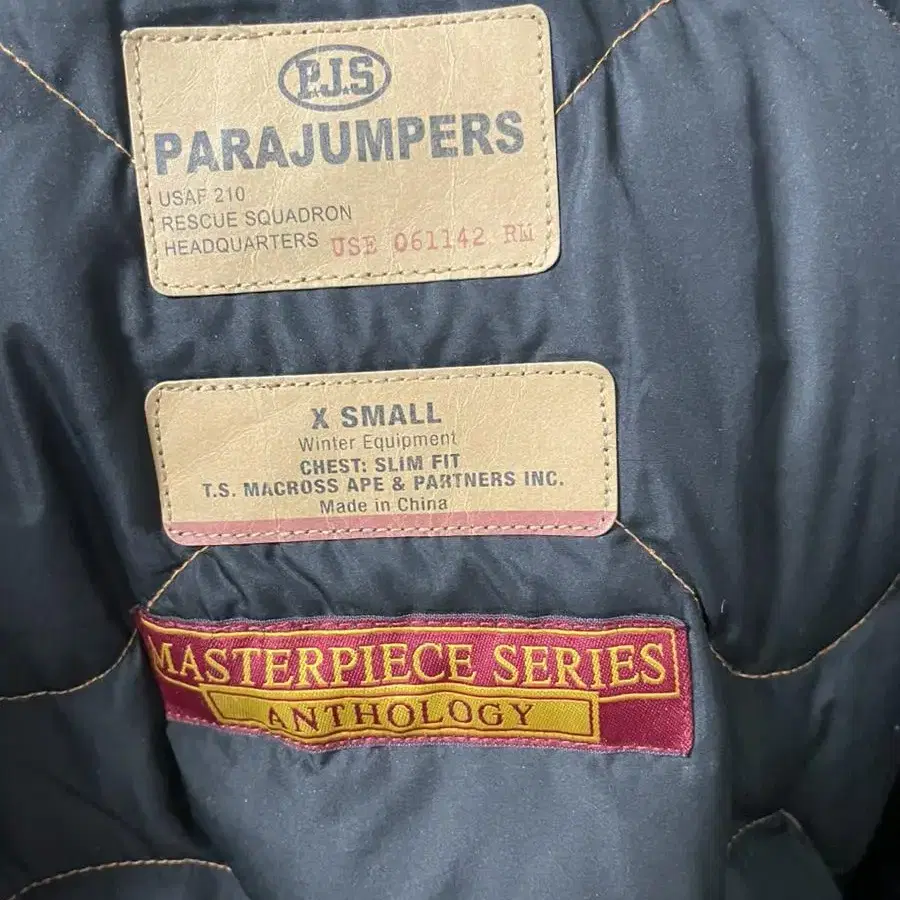 P.J.S
PARAJUMPERS
USAF 210
RESCUE SQUADRON
HEADQUARTERS USE 061142 RM
X SMALL
Winter Equipment
CHEST: SLIM FIT
T.S. MACROSS APE & PARTNERS INC.
Made in China
MASTERPIECE SERIES
ANTHOLOGY